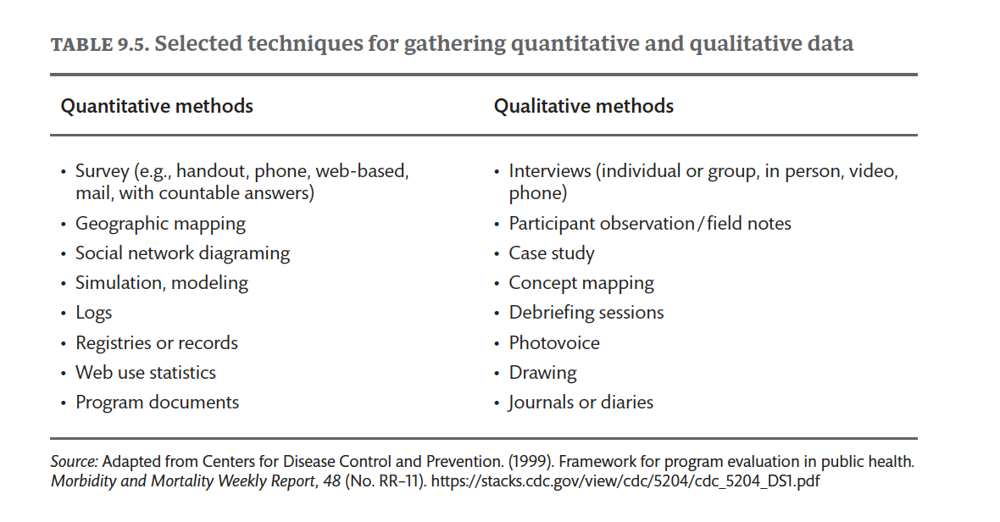 TABLE 9.5. Selected techniques for gathering quantitative and qualitative data
Quantitative methods
• Survey (e.g., handout, phone, web-based,
mail, with countable answers)
• Geographic mapping
• Social network diagraming
• Simulation, modeling
• Logs
• Registries or records
• Web use statistics
• Program documents
Qualitative methods
• Interviews (individual or group, in person, video,
phone)
• Participant observation/field notes
• Case study
• Concept mapping
• Debriefing sessions
• Photovoice
• Drawing
• Journals or diaries
Source: Adapted from Centers for Disease Control and Prevention. (1999). Framework for program evaluation in public health.
Morbidity and Mortality Weekly Report, 48 (No. RR–11). https://stacks.cdc.gov/view/cdc/5204/cdc_5204_DS1.pdf